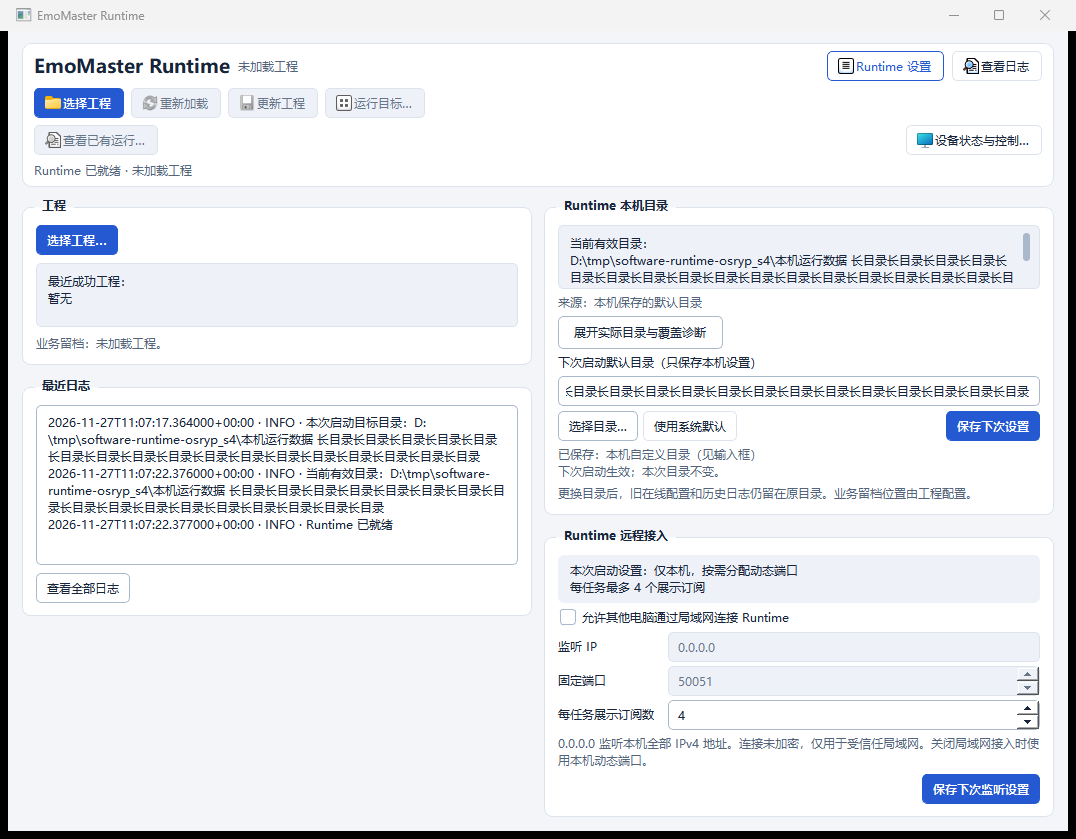 EmoMaster Runtime
EmoMaster Runtime 未加载工程
Runtime 设置
查看日志
选择工程
重新加载
更新工程
运行目标...
查看已有运行...
设备状态与控制...
Runtime 已就绪 · 未加载工程
工程
选择工程...
最近成功工程：
暂无
业务留档：未加载工程。
最近日志
2026-11-27T11:07:17.364000+00:00 · INFO · 本次启动目标目录：D:
\tmp\software-runtime-osryp_s4\本机运行数据 长目录长目录长目录长目录长目录
长目录长目录长目录长目录长目录长目录长目录长目录长目录长目录长目录长目录
2026-11-27T11:07:22.376000+00:00 · INFO · 当前有效目录：D:\tmp\software-
runtime-osryp_s4\本机运行数据 长目录长目录长目录长目录长目录长目录长目录长目
录长目录长目录长目录长目录长目录长目录长目录长目录长目录
2026-11-27T11:07:22.377000+00:00 · INFO · Runtime 已就绪
查看全部日志
Runtime 本机目录
当前有效目录：
D:\tmp\software-runtime-osryp_s4\本机运行数据 长目录长目录长目录长目录长
目录长目录长目录长目录长目录长目录长目录长目录长目录长目录长目录长目录长目
来源：本机保存的默认目录
展开实际目录与覆盖诊断
下次启动默认目录（只保存本机设置）
长目录长目录长目录长目录长目录长目录长目录长目录长目录长目录长目录长目录长目录
选择目录...
使用系统默认
保存下次设置
已保存：本机自定义目录（见输入框）
下次启动生效；本次目录不变。
更换目录后，旧在线配置和历史日志仍留在原目录。业务留档位置由工程配置。
Runtime 远程接入
本次启动设置：仅本机，按需分配动态端口
每任务最多 4 个展示订阅
允许其他电脑通过局域网连接 Runtime
监听 IP
0.0.0.0
固定端口
50051
每任务展示订阅数
4
0.0.0.0 监听本机全部 IPv4 地址。连接未加密，仅用于受信任局域网。关闭局域网接入时使
用本机动态端口。
保存下次监听设置